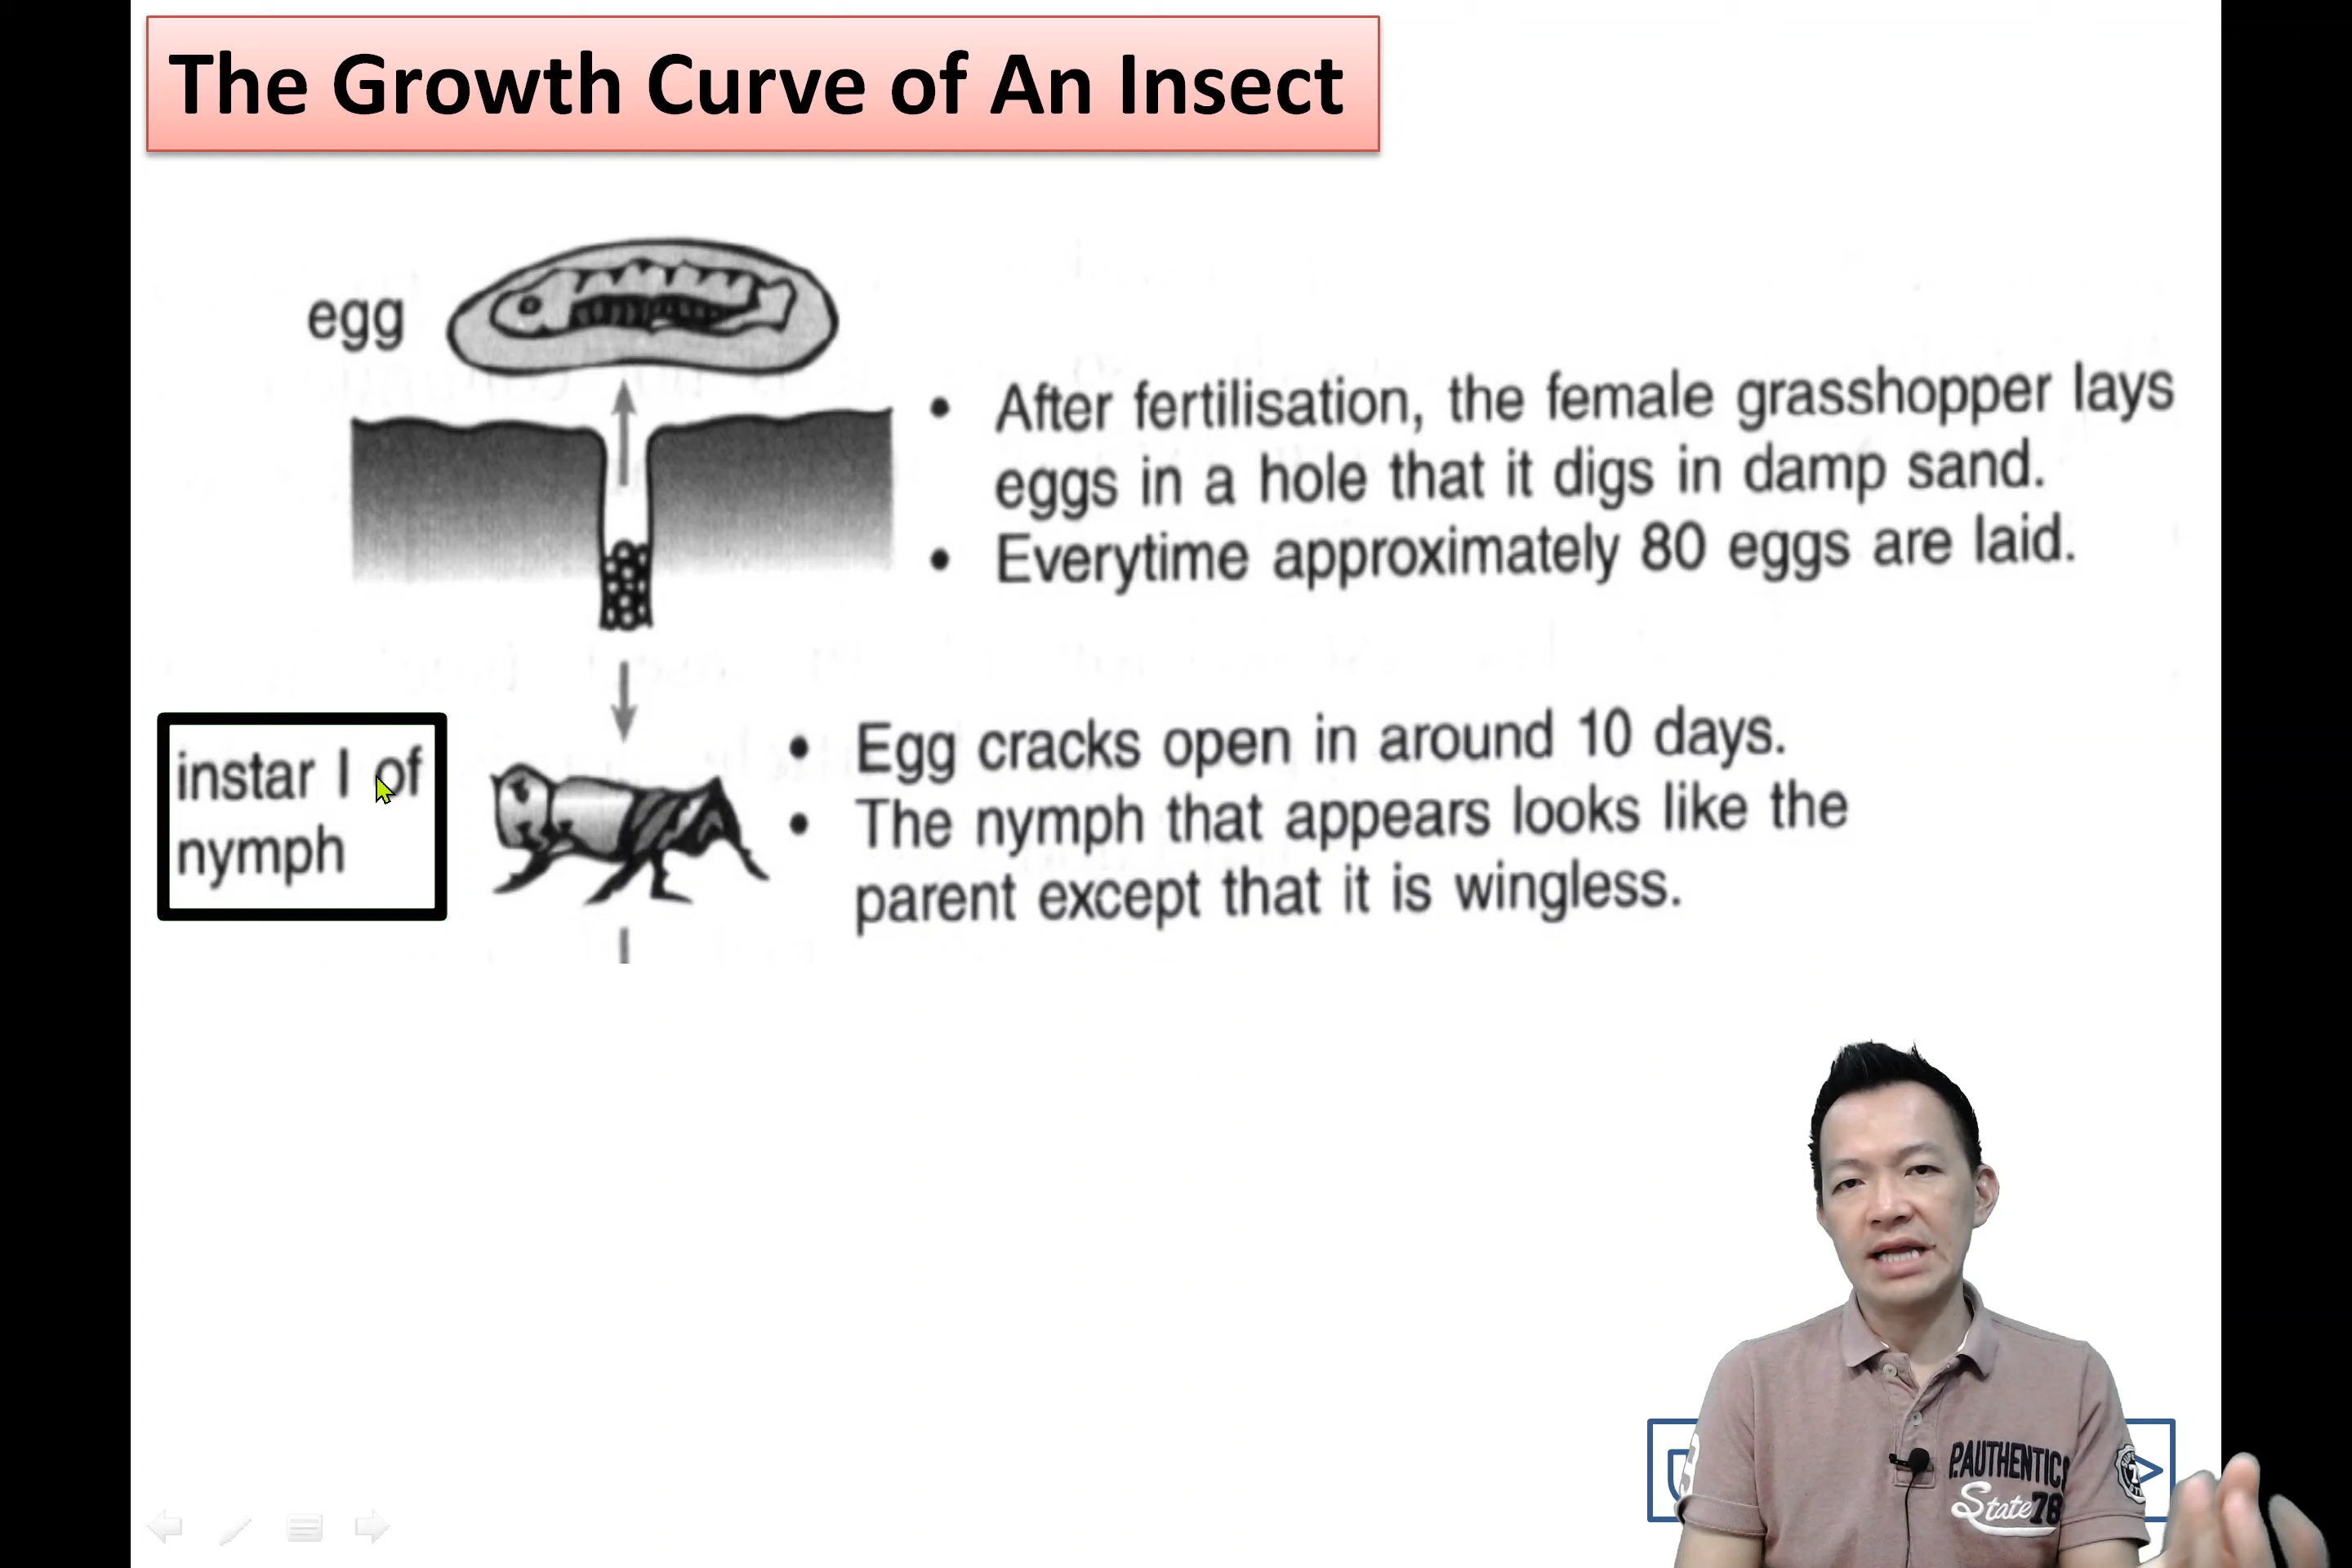 The Growth Curve of An Insect
egg
• After fertilisation, the female grasshopper lays
eggs in a hole that it digs in damp sand.
• Everytime approximately 80 eggs are laid.
instar I of
nymph
• Egg cracks open in around 10 days.
• The nymph that appears looks like the
parent except that it is wingless.
P.AUTHENTICS
State 76